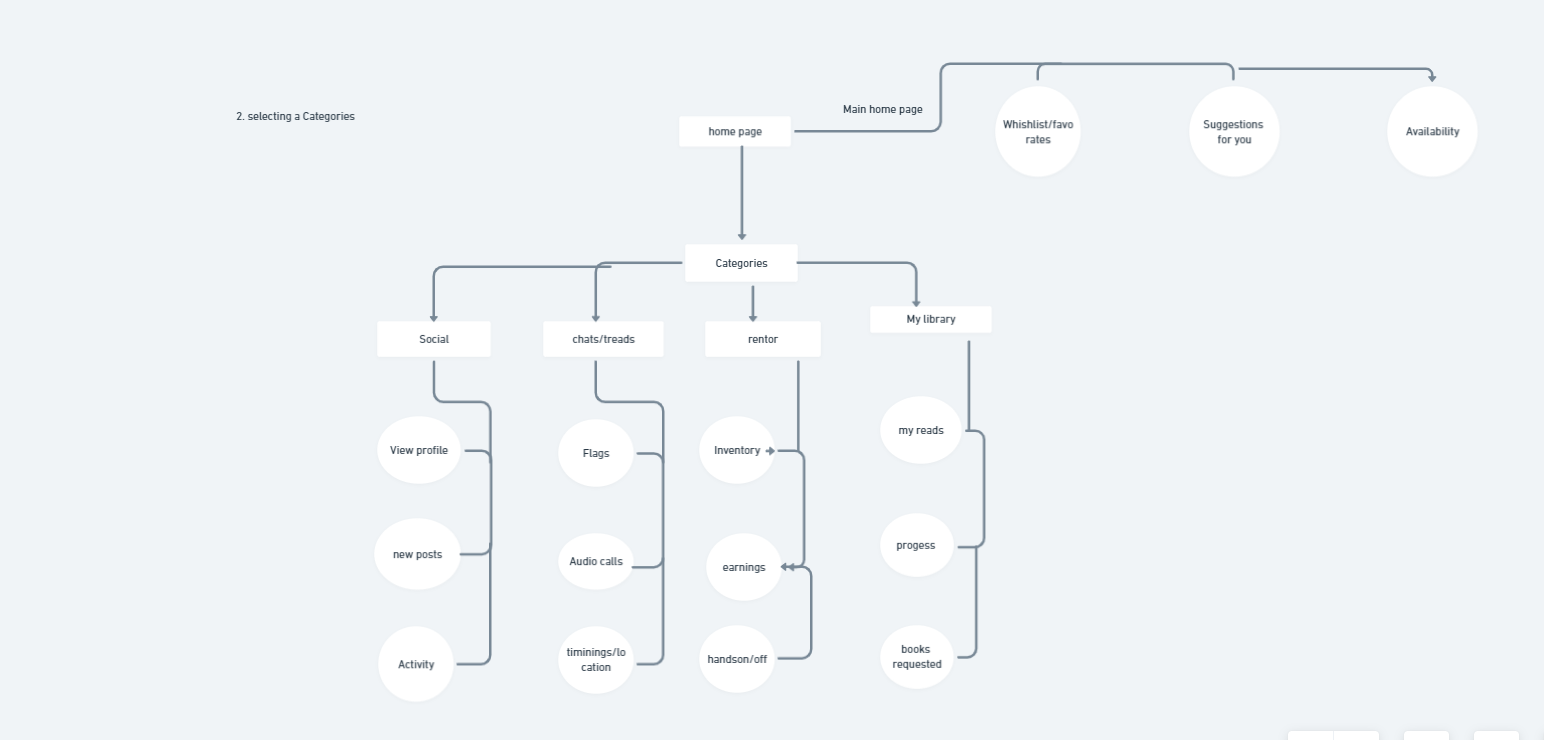 2. selecting a Categories
home page
Main home page
Whishlist/favo
rates
Suggestions
for you
Availability
Categories
Social
chats/treads
rentor
My library
View profile
Flags
Inventory
my reads
new posts
Audio calls
earnings
progess
Activity
timinings/lo
cation
handson/off
books
requested